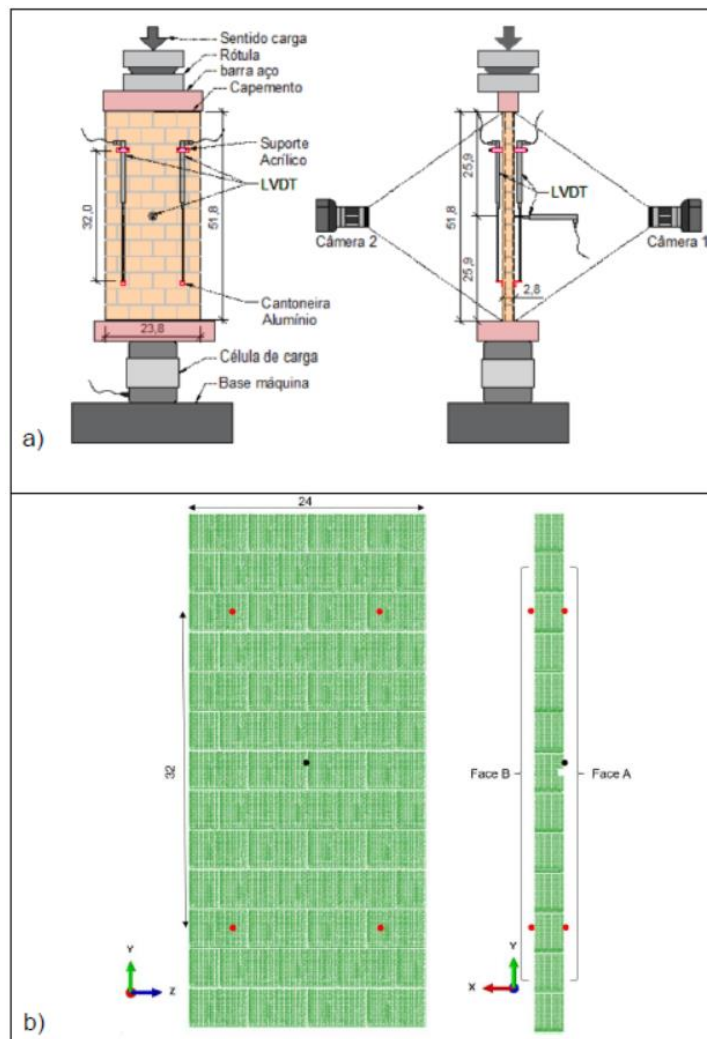 Sentido carga
Rótula
barra aço
Capemento
Suporte
Acrílico
LVDT
32,0
51,8
Cantoneira
Alumínio
23,8
Célula de carga
Base máquina
a)
25,9
51,8
25,9
LVDT
Câmera 2
Câmera 1
2,8
24
32
Face B
Face A
Y
Z
Y
X
b)